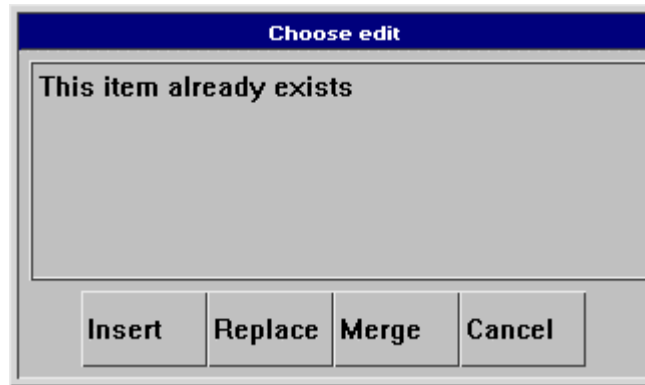 Choose edit
This item already exists
Insert Replace Merge Cancel